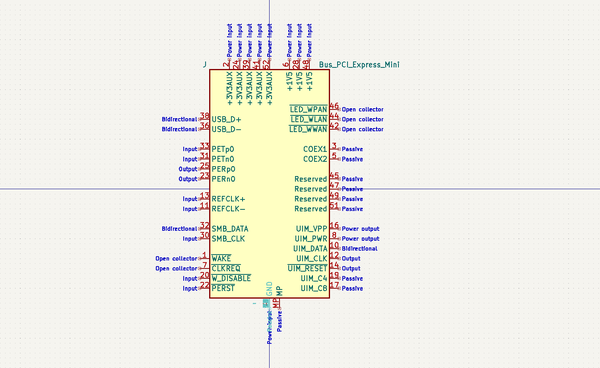 Power input Power input Power input Power input Power input Power input Power input Power input
J Bus_PCI_Express_Mini
2 24 39 41 52 6 28 48
+3V3AUX +3V3AUX +3V3AUX +3V3AUX +3V3AUX +1V5 +1V5 +1V5
LED_WPAN 46 Open collector
Bidirectional 38 USB_D+ LED_WLAN 44 Open collector
Bidirectional 36 USB_D- LED_WWAN 42 Open collector
Input 33 PETp0 COEX1 3 Passive
Input 31 PETn0 COEX2 5 Passive
Output 25 PERp0
Output 23 PERn0 Reserved 45 Passive
Reserved 47 Passive
Input 13 REFCLK+ Reserved 49 Passive
Input 11 REFCLK- Reserved 51 Passive
Bidirectional 32 SMB_DATA UIM_VPP 16 Power output
Input 30 SMB_CLK UIM_PWR 8 Power output
UIM_DATA 10 Bidirectional
Open collector 1 WAKE UIM_CLK 12 Output
Open collector 7 CLKREQ UIM_RESET 14 Output
Input 20 W_DISABLE UIM_C4 19 Passive
Input 22 PERST UIM_C8 17 Passive
GND MP
MP
Power input Passive